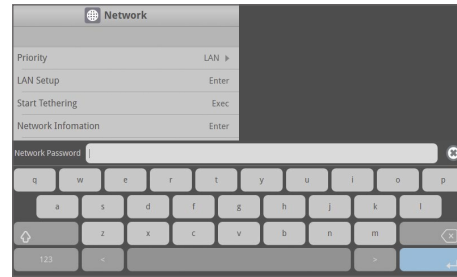 Network
Priority LAN ▶
LAN Setup Enter
Start Tethering Exec
Network Infomation Enter
Network Password
q w e r t y u i o p
a s d f g h j k l
z x c v b n m
123 < >